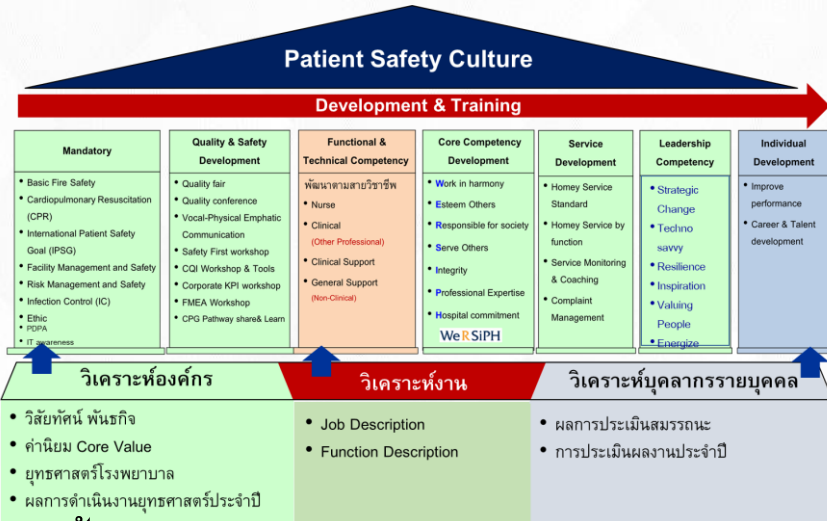 Patient Safety Culture
Development & Training
Mandatory
• Basic Fire Safety
• Cardiopulmonary Resuscitation
(CPR)
• International Patient Safety
Goal (IPSG)
• Facility Management and Safety
• Risk Management and Safety
• Infection Control (IC)
• Ethic
• PDPA
• IT awareness
Quality & Safety
Development
• Quality fair
• Quality conference
• Vocal-Physical Emphatic
Communication
• Safety First workshop
• CQI Workshop & Tools
• Corporate KPI workshop
• FMEA Workshop
• CPG Pathway share& Learn
Functional &
Technical Competency
พัฒนาตามสายวิชาชีพ
• Nurse
• Clinical
(Other Professional)
• Clinical Support
• General Support
(Non-Clinical)
Core Competency
Development
• Work in harmony
• Esteem Others
• Responsible for society
• Serve Others
• Integrity
• Professional Expertise
• Hospital commitment
WeRSiPH
Service
Development
• Homey Service
Standard
• Homey Service by
function
• Service Monitoring
& Coaching
• Complaint
Management
Leadership
Competency
• Strategic
Change
• Techno
savvy
• Resilience
• Inspiration
• Valuing
People
• Energize
Individual
Development
• Improve
performance
• Career & Talent
development
วิเคราะห์องค์กร
• วิสัยทัศน์ พันธกิจ
• ค่านิยม Core Value
• ยุทธศาสตร์โรงพยาบาล
• ผลการดำเนินงานยุทธศาสตร์ประจำปี
วิเคราะห์งาน
• Job Description
• Function Description
วิเคราะห์บุคลากรรายบุคคล
• ผลการประเมินสมรรถนะ
• การประเมินผลงานประจำปี